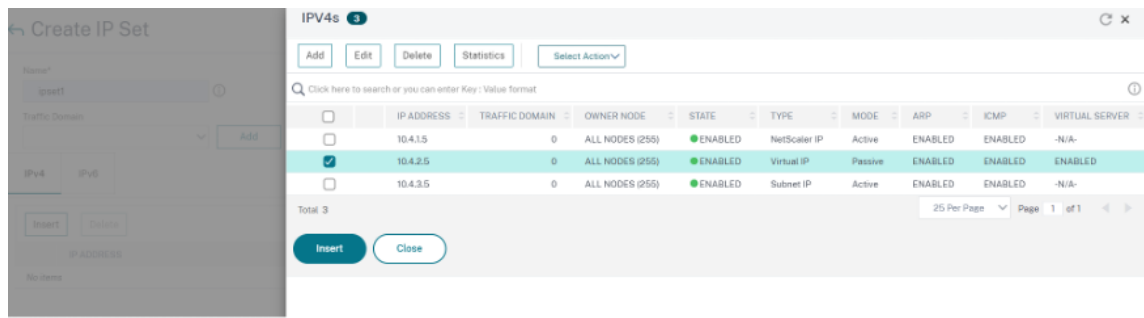 Create IP Set
Name*
ipset1
Traffic Domain
Add
IPv4 IPv6
Insert Delete
IP ADDRESS
No items
IPV4s 3
Add Edit Delete Statistics Select Action
Click here to search or you can enter Key : Value format
IP ADDRESS TRAFFIC DOMAIN OWNER NODE STATE TYPE MODE ARP ICMP VIRTUAL SERVER
10.4.1.5 0 ALL NODES (255) ENABLED NetScaler IP Active ENABLED ENABLED -N/A-
10.4.2.5 0 ALL NODES (255) ENABLED Virtual IP Passive ENABLED ENABLED ENABLED
10.4.3.5 0 ALL NODES (255) ENABLED Subnet IP Active ENABLED ENABLED -N/A-
Total 3 25 Per Page Page 1 of 1
Insert Close